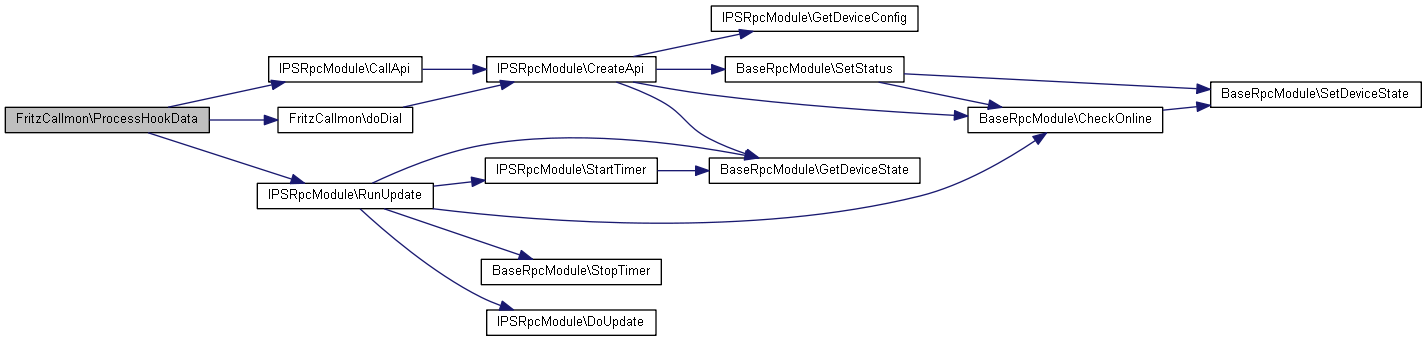 IPSRpcModule\GetDeviceConfig
IPSRpcModule\CallApi
IPSRpcModule\CreateApi
BaseRpcModule\SetStatus
BaseRpcModule\SetDeviceState
FritzCallmon\ProcessHookData
FritzCallmon\doDial
BaseRpcModule\CheckOnline
IPSRpcModule\StartTimer
BaseRpcModule\GetDeviceState
IPSRpcModule\RunUpdate
BaseRpcModule\StopTimer
IPSRpcModule\DoUpdate